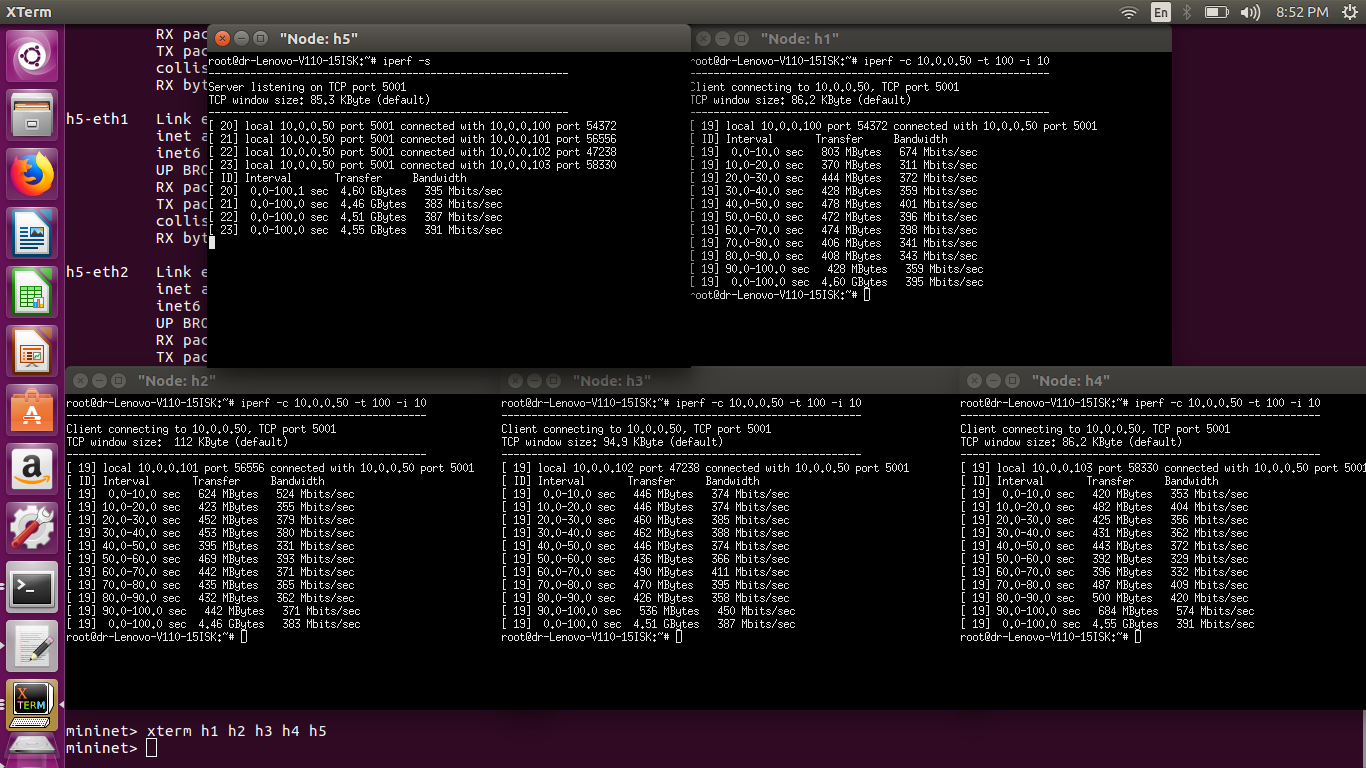 XTerm
En
8:52 PM
RX pac
TX pac
collis
RX byt
h5-eth1 Link e
inet a
inet6
UP BRO
RX pac
TX pac
collis
RX byt
h5-eth2 Link e
inet a
inet6
UP BRO
RX pac
TX pac
"Node: h5"
root@dr-Lenovo-V110-15ISK:~# iperf -s
------------------------------------------------------------
Server listening on TCP port 5001
TCP window size: 85.3 KByte (default)
------------------------------------------------------------
[ 20] local 10.0.0.50 port 5001 connected with 10.0.0.100 port 54372
[ 21] local 10.0.0.50 port 5001 connected with 10.0.0.101 port 56556
[ 22] local 10.0.0.50 port 5001 connected with 10.0.0.102 port 47238
[ 23] local 10.0.0.50 port 5001 connected with 10.0.0.103 port 58330
[ ID] Interval Transfer Bandwidth
[ 20] 0.0-100.1 sec 4.60 GBytes 395 Mbits/sec
[ 21] 0.0-100.0 sec 4.46 GBytes 383 Mbits/sec
[ 22] 0.0-100.0 sec 4.51 GBytes 387 Mbits/sec
[ 23] 0.0-100.0 sec 4.55 GBytes 391 Mbits/sec
"Node: h1"
root@dr-Lenovo-V110-15ISK:~# iperf -c 10.0.0.50 -t 100 -i 10
------------------------------------------------------------
Client connecting to 10.0.0.50, TCP port 5001
TCP window size: 86.2 KByte (default)
------------------------------------------------------------
[ 19] local 10.0.0.100 port 54372 connected with 10.0.0.50 port 5001
[ ID] Interval Transfer Bandwidth
[ 19] 0.0-10.0 sec 803 MBytes 674 Mbits/sec
[ 19] 10.0-20.0 sec 370 MBytes 311 Mbits/sec
[ 19] 20.0-30.0 sec 444 MBytes 372 Mbits/sec
[ 19] 30.0-40.0 sec 428 MBytes 359 Mbits/sec
[ 19] 40.0-50.0 sec 478 MBytes 401 Mbits/sec
[ 19] 50.0-60.0 sec 472 MBytes 396 Mbits/sec
[ 19] 60.0-70.0 sec 474 MBytes 398 Mbits/sec
[ 19] 70.0-80.0 sec 406 MBytes 341 Mbits/sec
[ 19] 80.0-90.0 sec 408 MBytes 343 Mbits/sec
[ 19] 90.0-100.0 sec 428 MBytes 359 Mbits/sec
[ 19] 0.0-100.0 sec 4.60 GBytes 395 Mbits/sec
root@dr-Lenovo-V110-15ISK:~#
"Node: h2"
root@dr-Lenovo-V110-15ISK:~# iperf -c 10.0.0.50 -t 100 -i 10
------------------------------------------------------------
Client connecting to 10.0.0.50, TCP port 5001
TCP window size: 112 KByte (default)
------------------------------------------------------------
[ 19] local 10.0.0.101 port 56556 connected with 10.0.0.50 port 5001
[ ID] Interval Transfer Bandwidth
[ 19] 0.0-10.0 sec 624 MBytes 524 Mbits/sec
[ 19] 10.0-20.0 sec 423 MBytes 355 Mbits/sec
[ 19] 20.0-30.0 sec 452 MBytes 379 Mbits/sec
[ 19] 30.0-40.0 sec 453 MBytes 380 Mbits/sec
[ 19] 40.0-50.0 sec 395 MBytes 331 Mbits/sec
[ 19] 50.0-60.0 sec 469 MBytes 393 Mbits/sec
[ 19] 60.0-70.0 sec 442 MBytes 371 Mbits/sec
[ 19] 70.0-80.0 sec 435 MBytes 365 Mbits/sec
[ 19] 80.0-90.0 sec 432 MBytes 362 Mbits/sec
[ 19] 90.0-100.0 sec 442 MBytes 371 Mbits/sec
[ 19] 0.0-100.0 sec 4.46 GBytes 383 Mbits/sec
root@dr-Lenovo-V110-15ISK:~#
"Node: h3"
root@dr-Lenovo-V110-15ISK:~# iperf -c 10.0.0.50 -t 100 -i 10
------------------------------------------------------------
Client connecting to 10.0.0.50, TCP port 5001
TCP window size: 94.9 KByte (default)
------------------------------------------------------------
[ 19] local 10.0.0.102 port 47238 connected with 10.0.0.50 port 5001
[ ID] Interval Transfer Bandwidth
[ 19] 0.0-10.0 sec 446 MBytes 374 Mbits/sec
[ 19] 10.0-20.0 sec 446 MBytes 374 Mbits/sec
[ 19] 20.0-30.0 sec 460 MBytes 385 Mbits/sec
[ 19] 30.0-40.0 sec 462 MBytes 388 Mbits/sec
[ 19] 40.0-50.0 sec 446 MBytes 374 Mbits/sec
[ 19] 50.0-60.0 sec 436 MBytes 366 Mbits/sec
[ 19] 60.0-70.0 sec 490 MBytes 411 Mbits/sec
[ 19] 70.0-80.0 sec 470 MBytes 395 Mbits/sec
[ 19] 80.0-90.0 sec 426 MBytes 358 Mbits/sec
[ 19] 90.0-100.0 sec 536 MBytes 450 Mbits/sec
[ 19] 0.0-100.0 sec 4.51 GBytes 387 Mbits/sec
root@dr-Lenovo-V110-15ISK:~#
"Node: h4"
root@dr-Lenovo-V110-15ISK:~# iperf -c 10.0.0.50 -t 100 -i 10
------------------------------------------------------------
Client connecting to 10.0.0.50, TCP port 5001
TCP window size: 86.2 KByte (default)
------------------------------------------------------------
[ 19] local 10.0.0.103 port 58330 connected with 10.0.0.50 port 5001
[ ID] Interval Transfer Bandwidth
[ 19] 0.0-10.0 sec 420 MBytes 353 Mbits/sec
[ 19] 10.0-20.0 sec 482 MBytes 404 Mbits/sec
[ 19] 20.0-30.0 sec 425 MBytes 356 Mbits/sec
[ 19] 30.0-40.0 sec 431 MBytes 362 Mbits/sec
[ 19] 40.0-50.0 sec 443 MBytes 372 Mbits/sec
[ 19] 50.0-60.0 sec 392 MBytes 329 Mbits/sec
[ 19] 60.0-70.0 sec 396 MBytes 332 Mbits/sec
[ 19] 70.0-80.0 sec 487 MBytes 409 Mbits/sec
[ 19] 80.0-90.0 sec 500 MBytes 420 Mbits/sec
[ 19] 90.0-100.0 sec 684 MBytes 574 Mbits/sec
[ 19] 0.0-100.0 sec 4.55 GBytes 391 Mbits/sec
root@dr-Lenovo-V110-15ISK:~#
X
TERM
mininet> xterm h1 h2 h3 h4 h5
mininet>